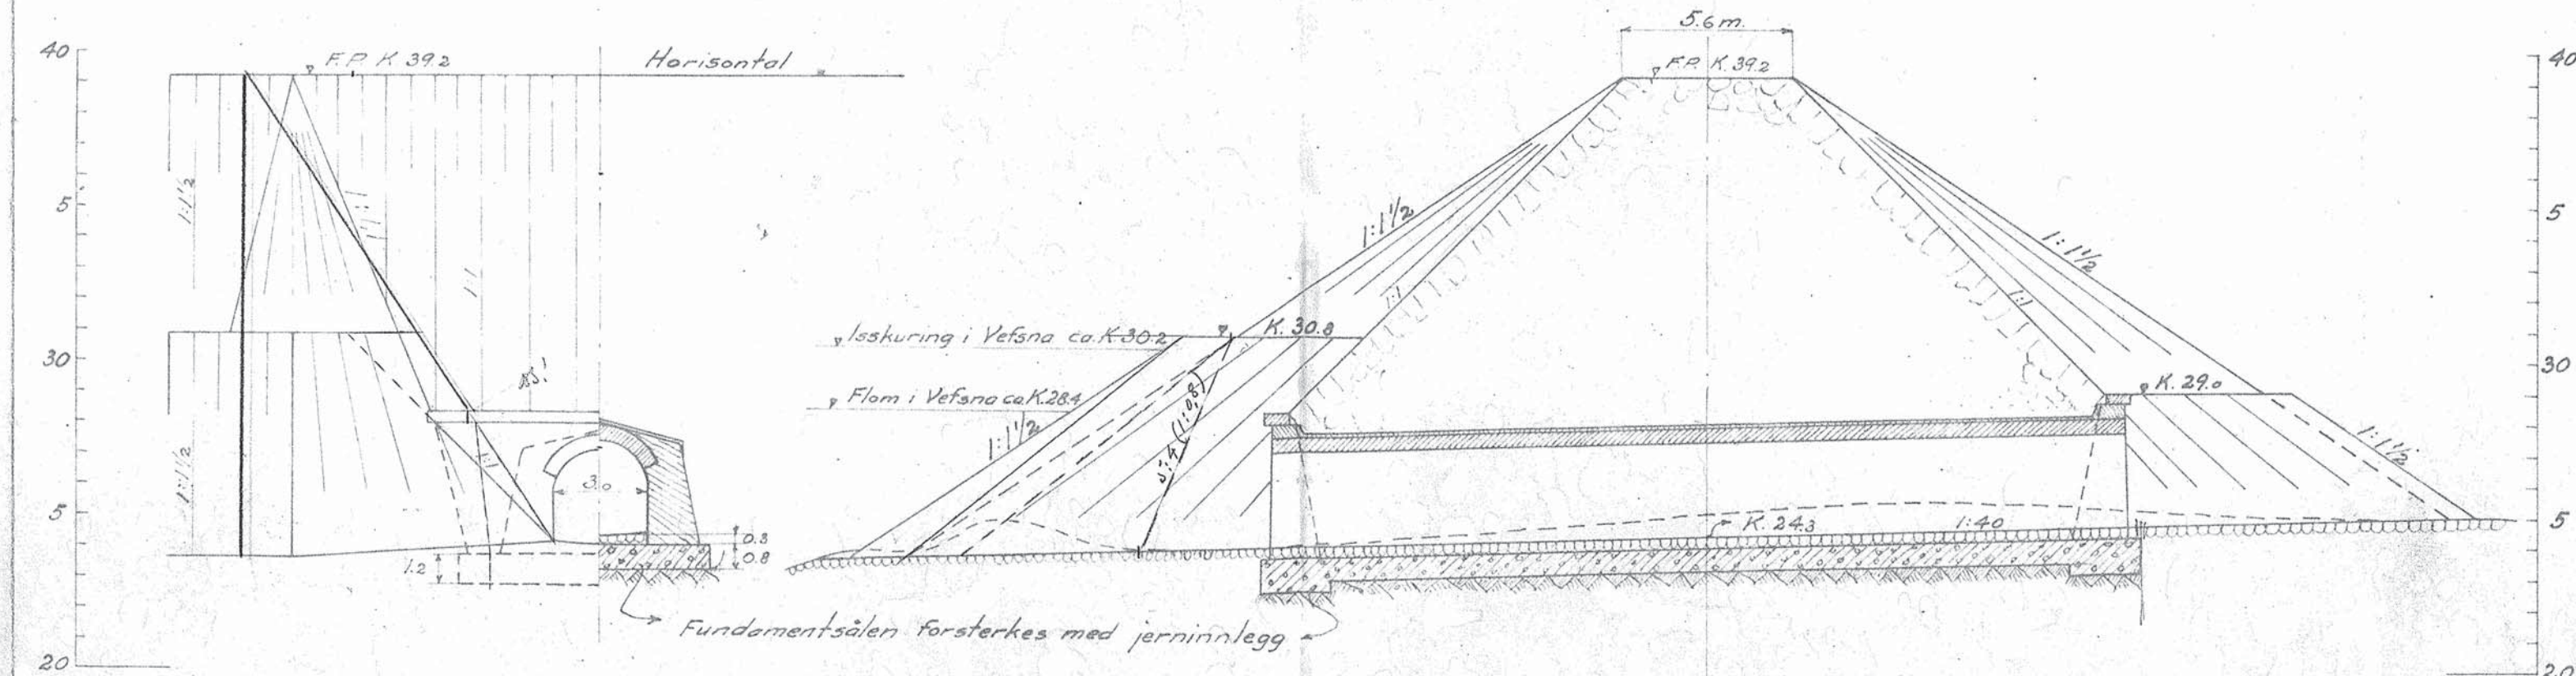 5.6 m.
40
F.P. K. 39.2
Horisontal
F.P. K. 39.2
40
1:1½
5
1:1½
1:1
1:1½
1:1
1:1
1:1½
5
Isskuring i Vefsna ca. K 30.2
K. 30.8
30
30
Flom i Vefsna ca K. 28.4
K. 29.0
1:1½
1:1
3.0
1:1½
5:4 (1:0,8)
1:1½
5
K. 24.3
1:40
5
0.3
0.8
1.2
Fundamentsålen forsterkes med jerninnlegg
20
20